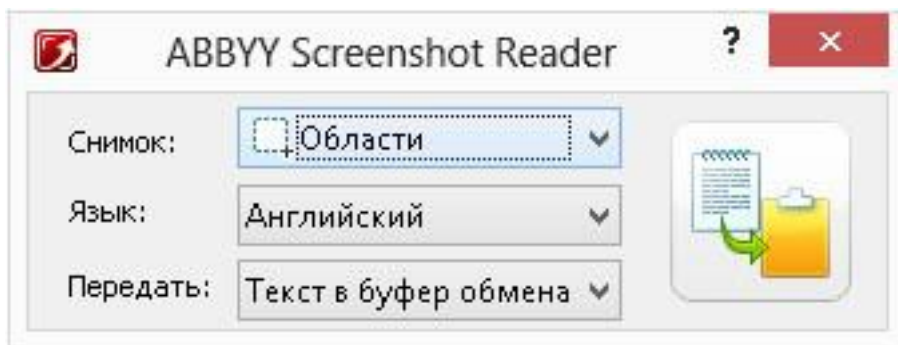 ABBYY Screenshot Reader ?
Снимок: Области
Язык: Английский
Передать: Текст в буфер обмена